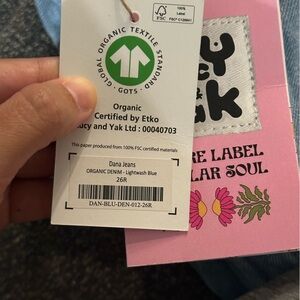 GLOBAL ORGANIC TEXTILE STANDARD
· GOTS ·
100%
Label
Organic
Certified by Etko
Lucy and Yak Ltd : 00040703
This paper produced from 100% FSC certified materials
Dana Jeans
ORGANIC DENIM - Lightwash Blue
26R
DAN-BLU-DEN-012-26R
&
RE LABEL
LAR SOUL